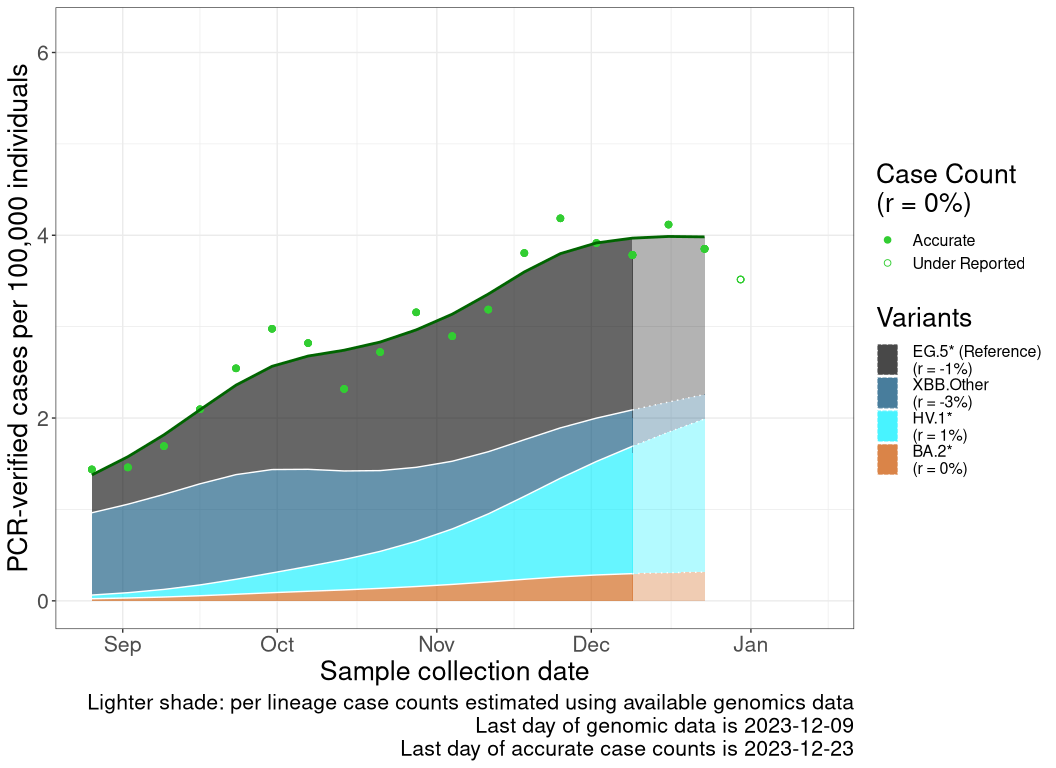 PCR-verified cases per 100,000 individuals
6
4
2
0
Sep Oct Nov Dec Jan
Sample collection date
Lighter shade: per lineage case counts estimated using available genomics data
Last day of genomic data is 2023-12-09
Last day of accurate case counts is 2023-12-23
Case Count
(r = 0%)
Accurate
Under Reported
Variants
EG.5* (Reference)
(r = -1%)
XBB.Other
(r = -3%)
HV.1*
(r = 1%)
BA.2*
(r = 0%)